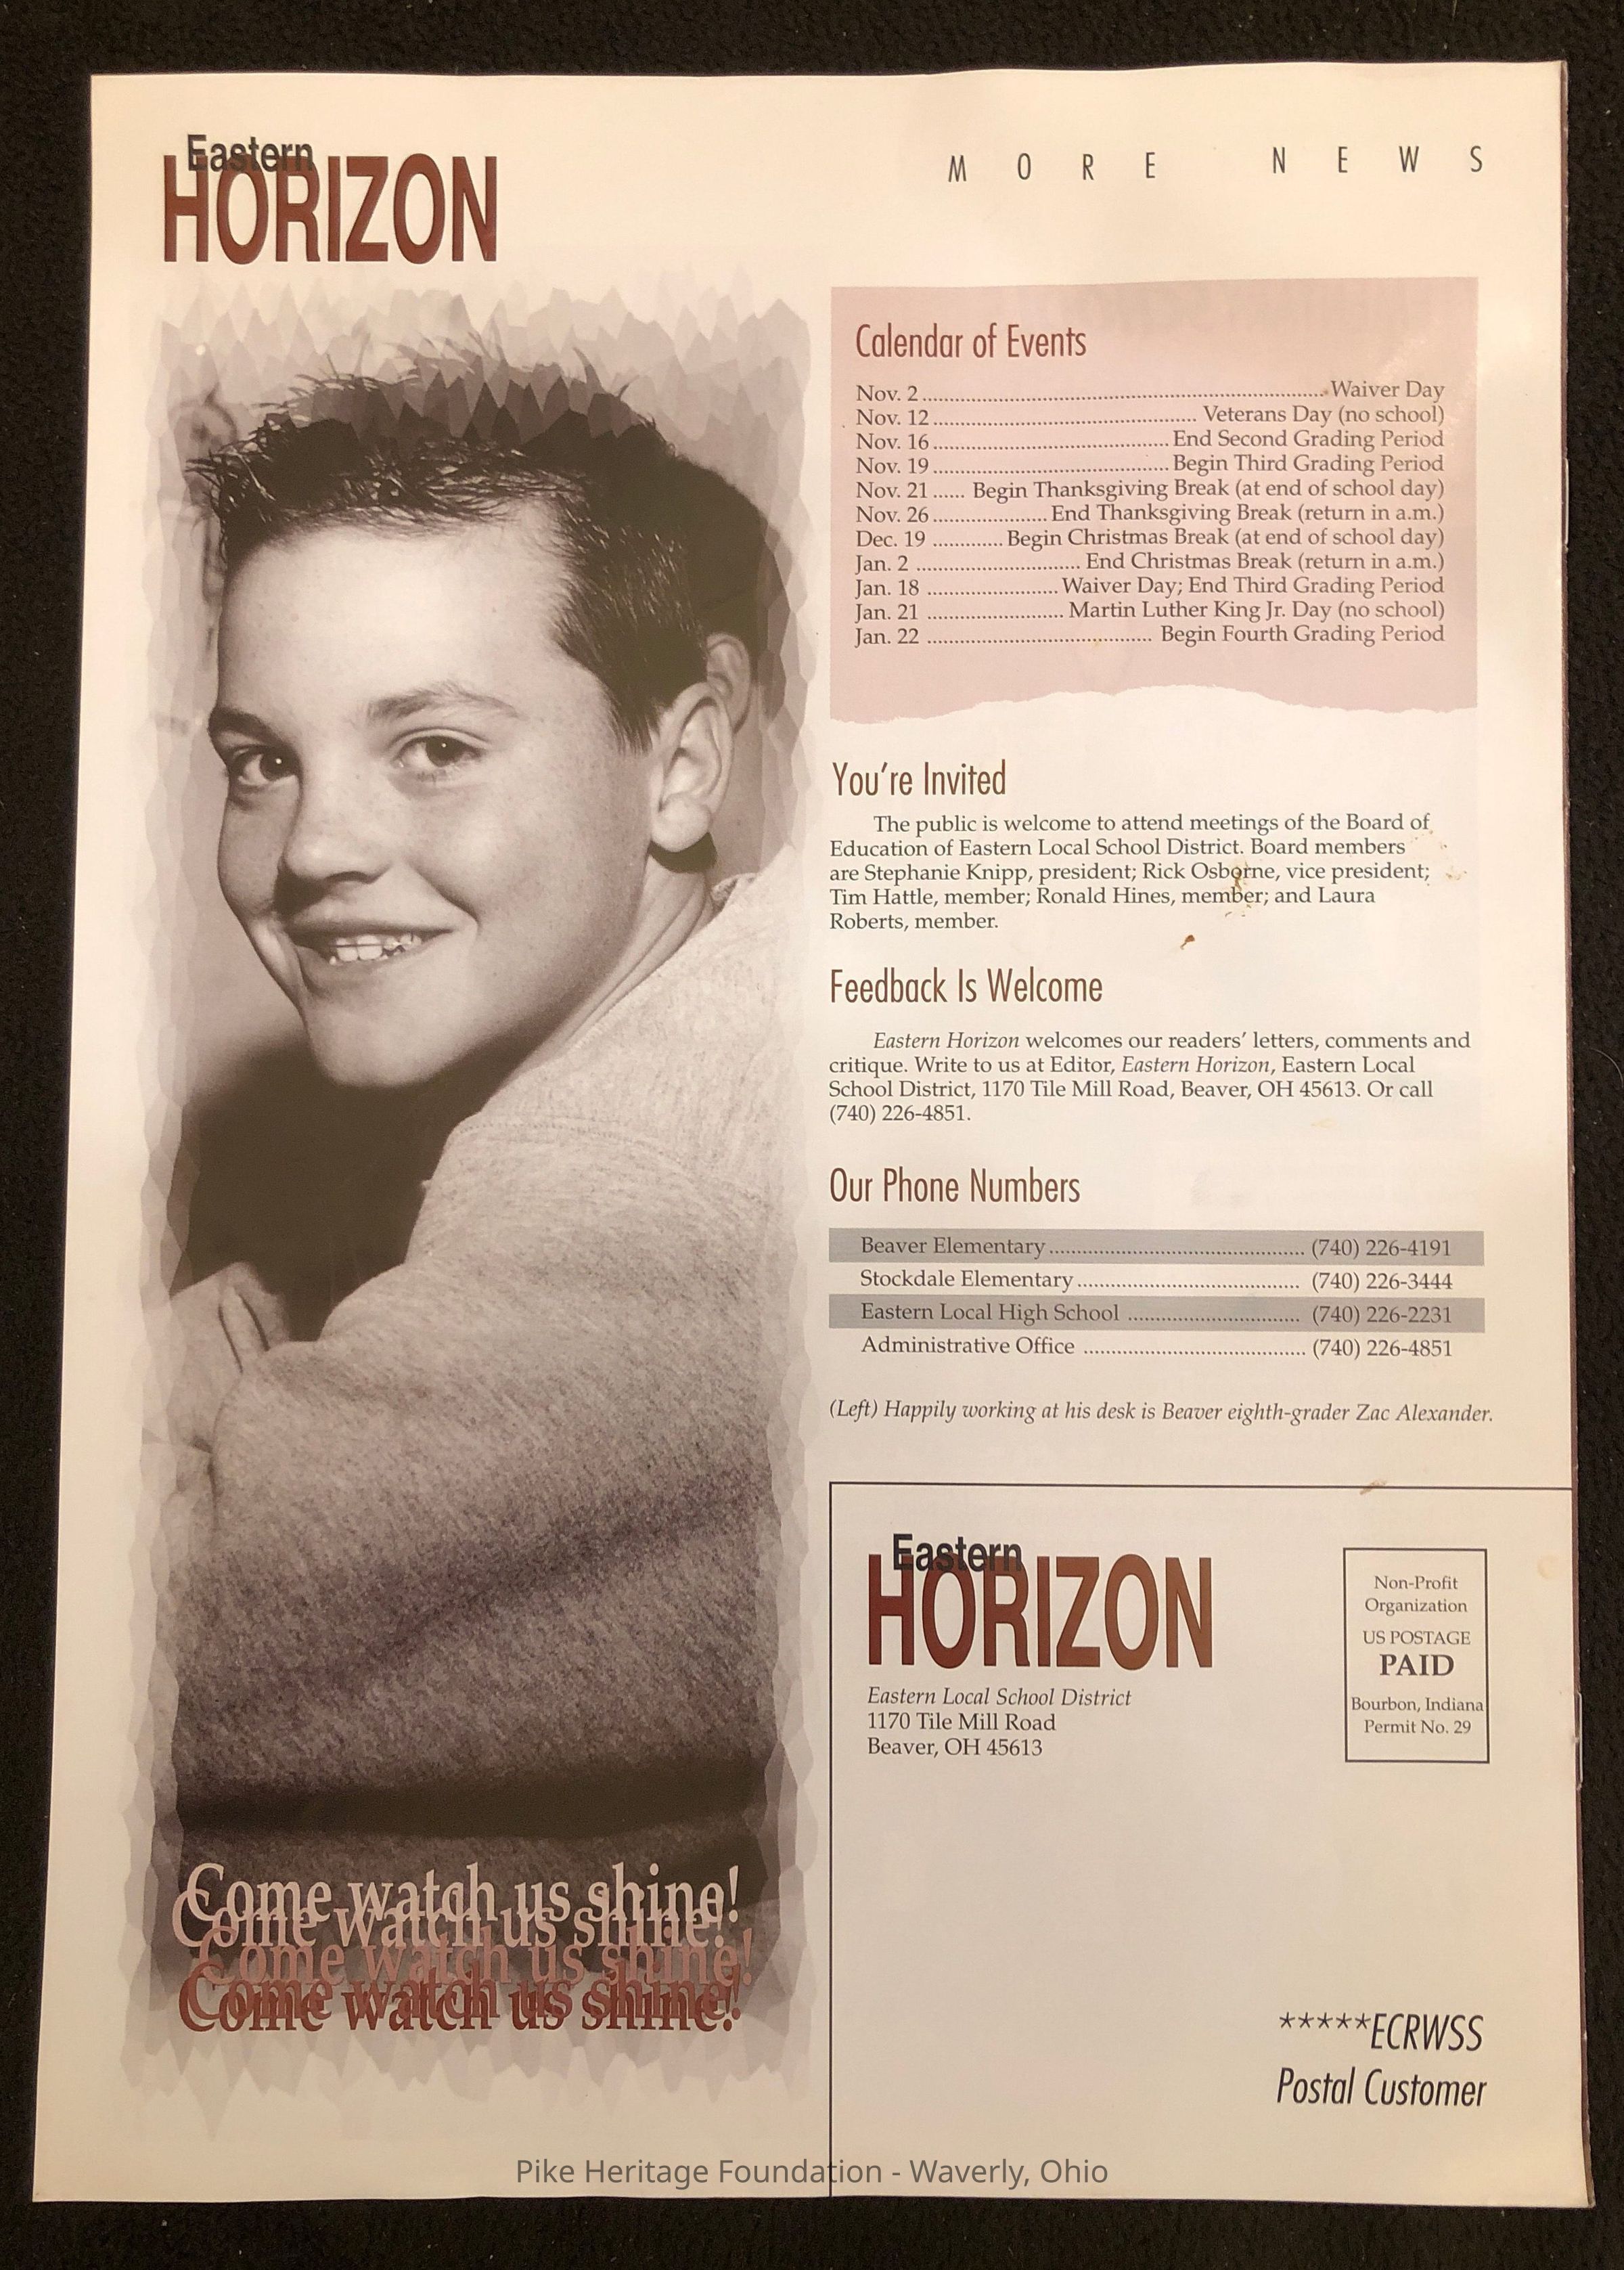 Eastern
HORIZON
MORE NEWS
Calendar of Events
Nov. 2 ........ Waiver Day
Nov. 12 ........ Veterans Day (no school)
Nov. 16 ........ End Second Grading Period
Nov. 19 ........ Begin Third Grading Period
Nov. 21 ...... Begin Thanksgiving Break (at end of school day)
Nov. 26 ........ End Thanksgiving Break (return in a.m.)
Dec. 19 ........ Begin Christmas Break (at end of school day)
Jan. 2 ........ End Christmas Break (return in a.m.)
Jan. 18 ........ Waiver Day; End Third Grading Period
Jan. 21 ........ Martin Luther King Jr. Day (no school)
Jan. 22 ........ Begin Fourth Grading Period
You're Invited
The public is welcome to attend meetings of the Board of
Education of Eastern Local School District. Board members
are Stephanie Knipp, president; Rick Osborne, vice president;
Tim Hattle, member; Ronald Hines, member; and Laura
Roberts, member.
Feedback Is Welcome
Eastern Horizon welcomes our readers' letters, comments and
critique. Write to us at Editor, Eastern Horizon, Eastern Local
School District, 1170 Tile Mill Road, Beaver, OH 45613. Or call
(740) 226-4851.
Our Phone Numbers
Beaver Elementary ........ (740) 226-4191
Stockdale Elementary ........ (740) 226-3444
Eastern Local High School ........ (740) 226-2231
Administrative Office ........ (740) 226-4851
(Left) Happily working at his desk is Beaver eighth-grader Zac Alexander.
Come watch us shine!
Come watch us shine!
Come watch us shine!
Come watch us shine!
Come watch us shine!
Eastern
HORIZON
Eastern Local School District
1170 Tile Mill Road
Beaver, OH 45613
Non-Profit
Organization
US POSTAGE
PAID
Bourbon, Indiana
Permit No. 29
*****ECRWSS
Postal Customer
Pike Heritage Foundation - Waverly, Ohio